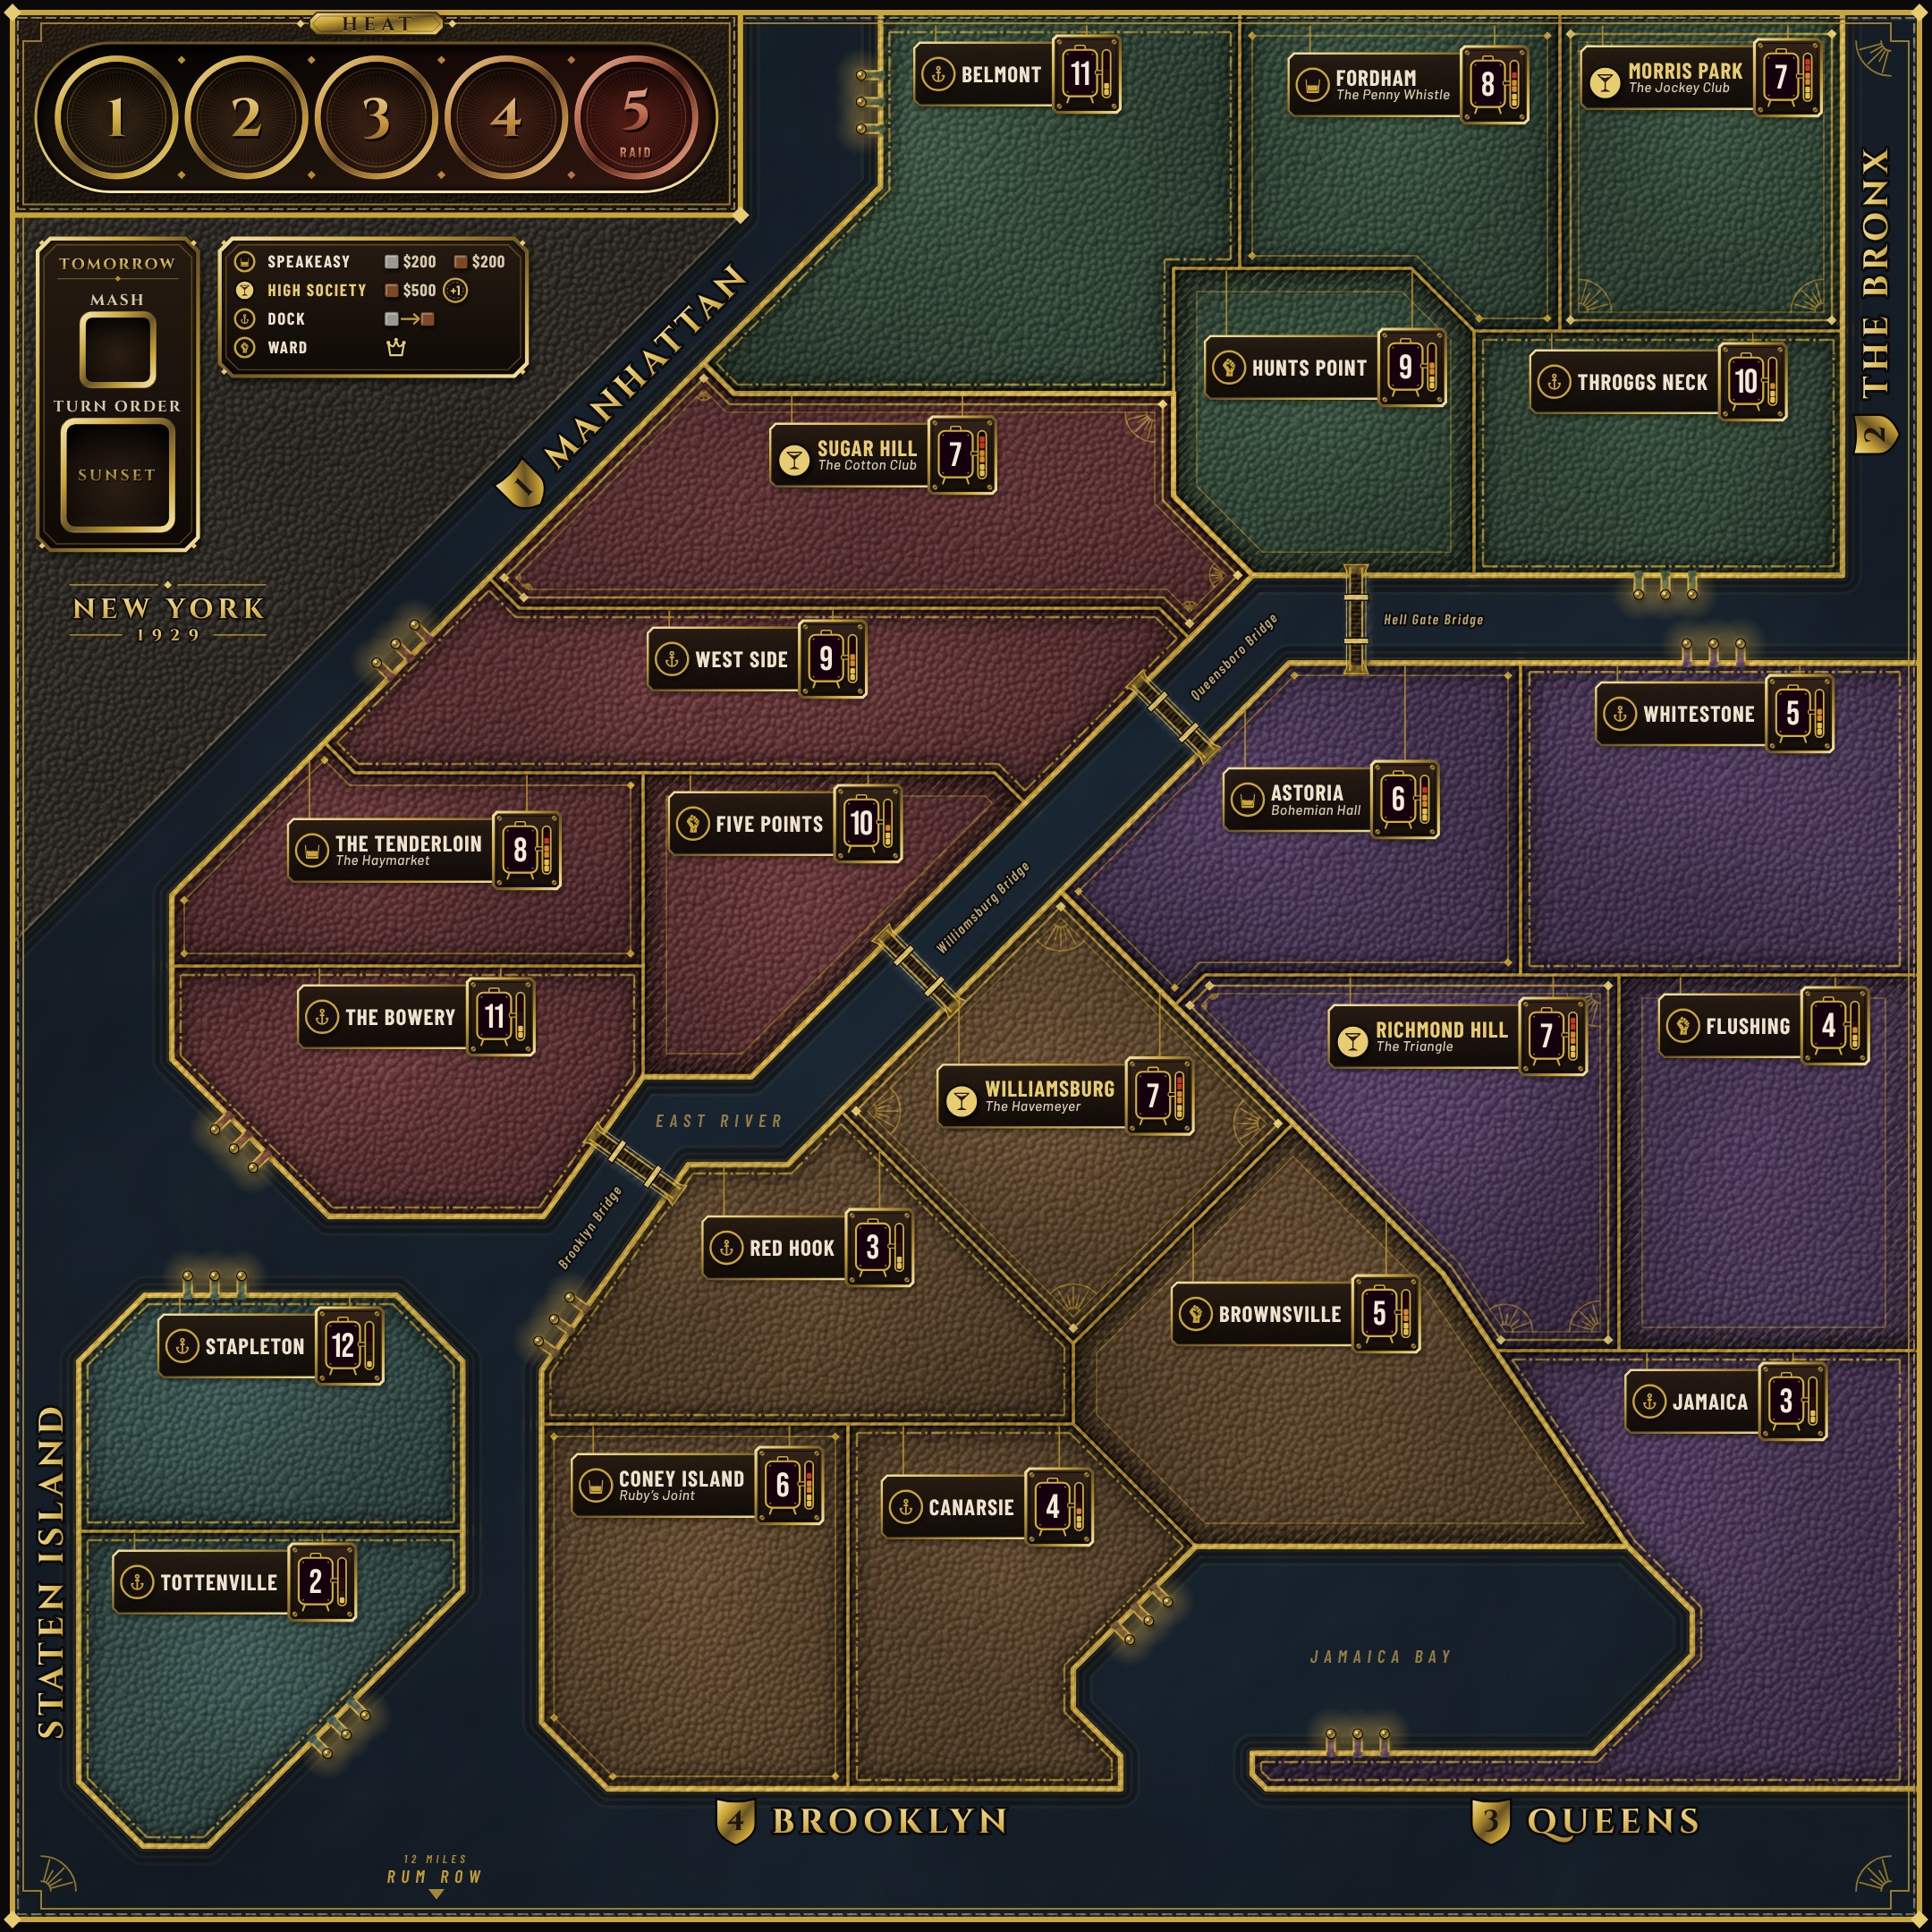 HEAT
1 2 3 4 5
RAID
TOMORROW
MASH
TURN ORDER
SUNSET
SPEAKEASY $200 $200
HIGH SOCIETY $500 +1
DOCK
WARD
NEW YORK
1929
1 MANHATTAN
2 THE BRONX
BELMONT 11
FORDHAM 8
The Penny Whistle
MORRIS PARK 7
The Jockey Club
HUNTS POINT 9
THROGGS NECK 10
SUGAR HILL 7
The Cotton Club
WEST SIDE 9
Queensboro Bridge
Hell Gate Bridge
THE TENDERLOIN 8
The Haymarket
FIVE POINTS 10
ASTORIA 6
Bohemian Hall
WHITESTONE 5
Williamsburg Bridge
THE BOWERY 11
RICHMOND HILL 7
The Triangle
FLUSHING 4
WILLIAMSBURG 7
The Havemeyer
EAST RIVER
Brooklyn Bridge
RED HOOK 3
BROWNSVILLE 5
STAPLETON 12
JAMAICA 3
STATEN ISLAND
CONEY ISLAND 6
Ruby's Joint
CANARSIE 4
TOTTENVILLE 2
JAMAICA BAY
4 BROOKLYN
3 QUEENS
12 MILES
RUM ROW